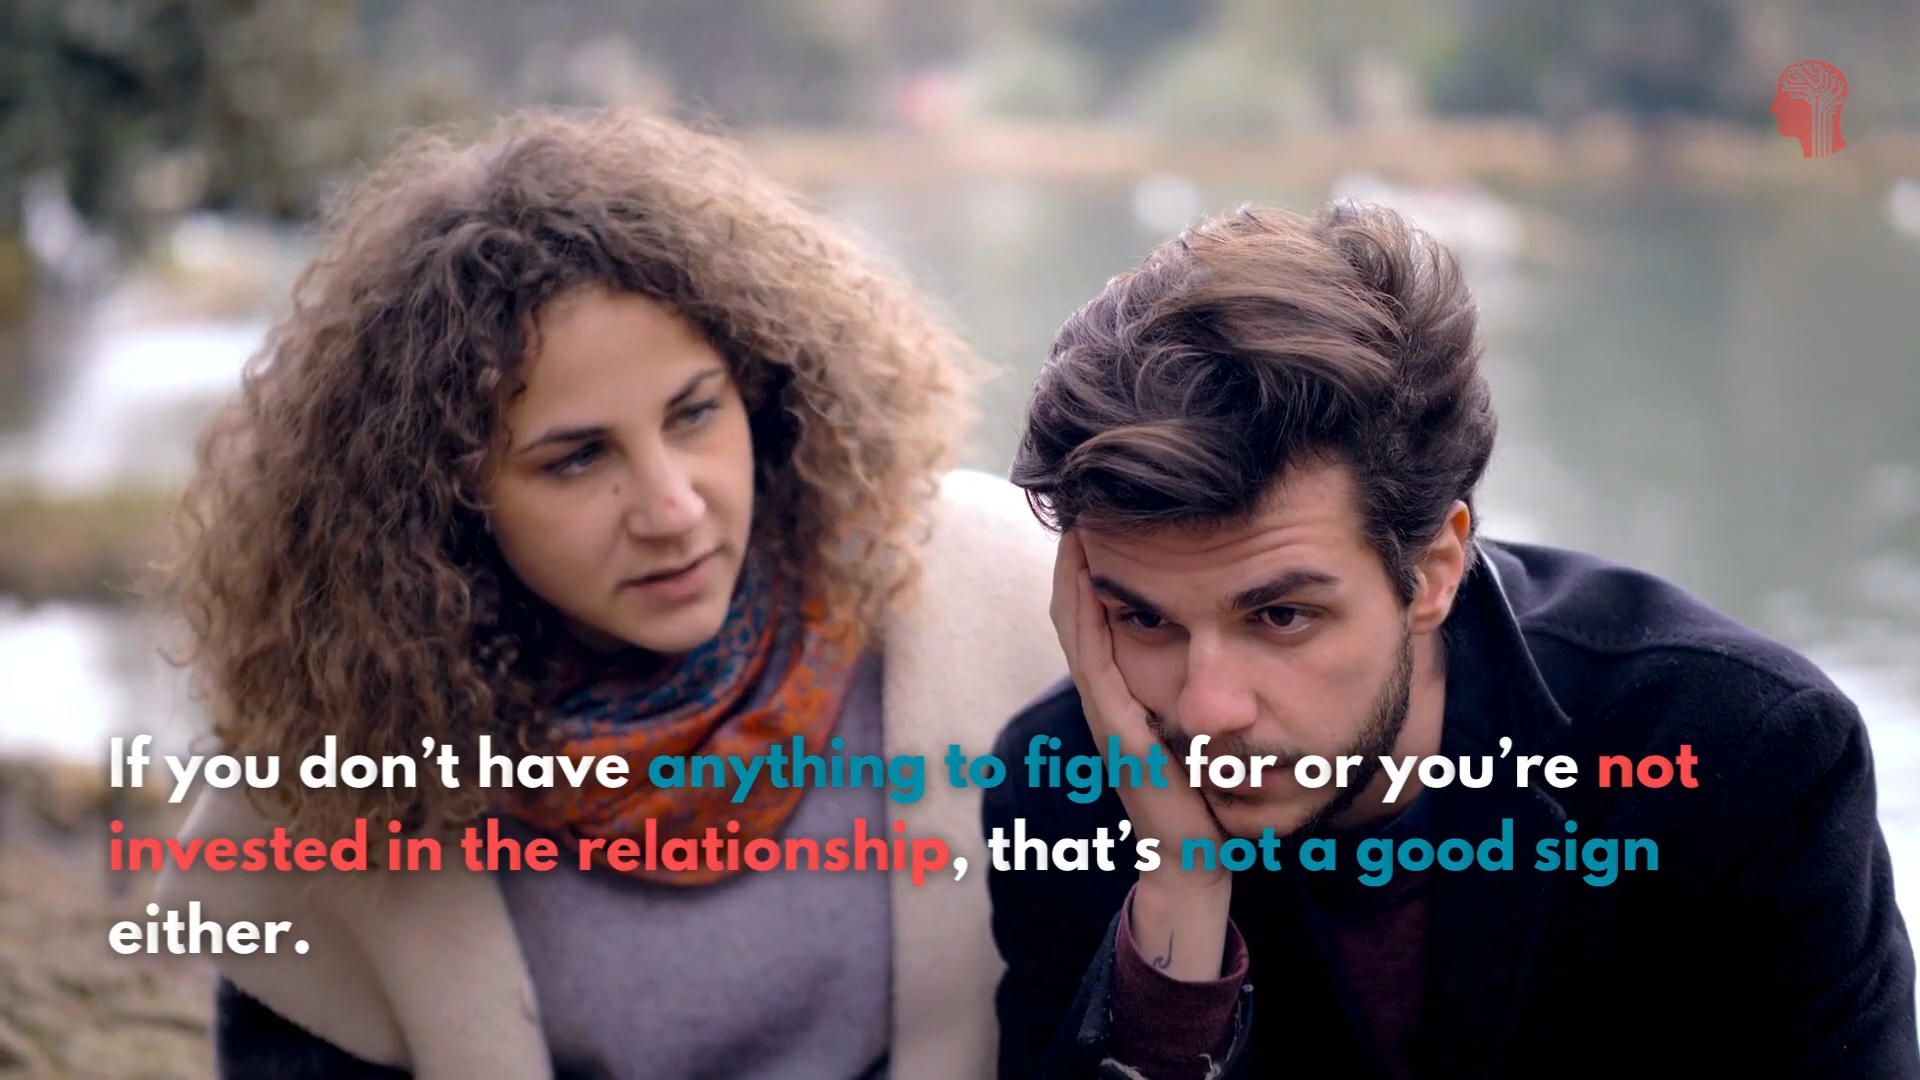 If you don’t have anything to fight for or you’re not
invested in the relationship, that’s not a good sign
either.